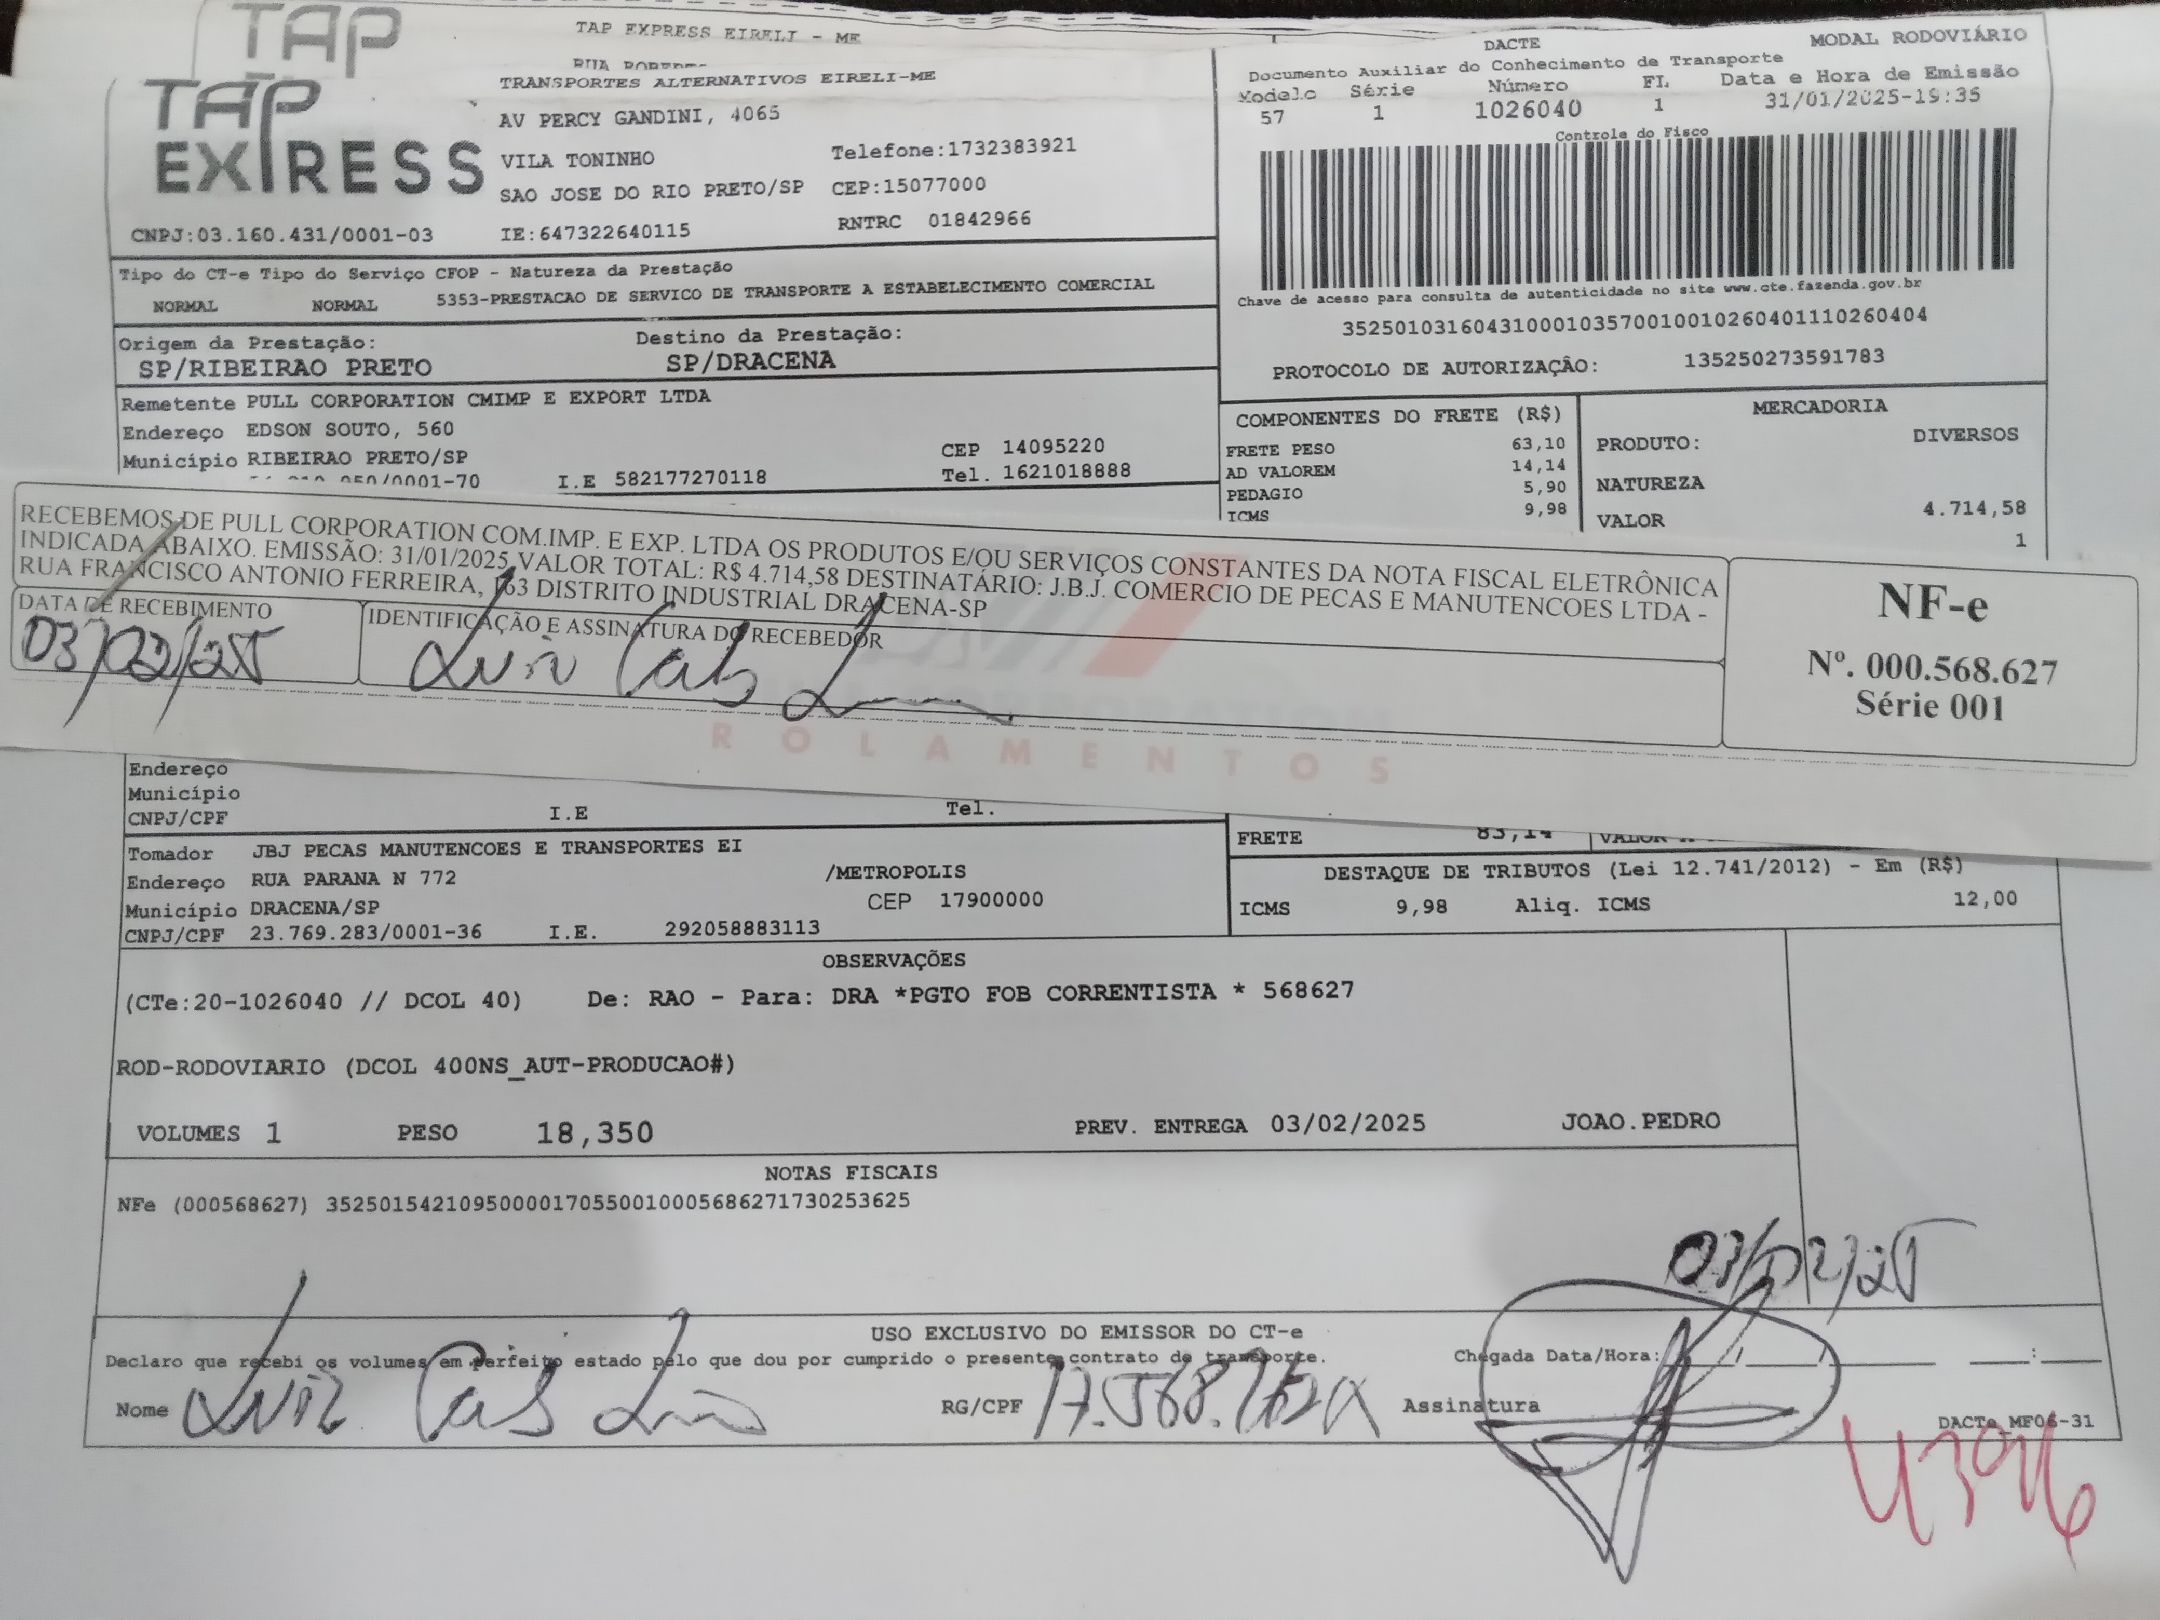 TAP
TAP EXPRESS EIRELI - ME
TAP
EXPRESS
TRANSPORTES ALTERNATIVOS EIRELI-ME
AV PERCY GANDINI, 4065
VILA TONINHO Telefone:1732383921
SAO JOSE DO RIO PRETO/SP CEP:15077000
CNPJ:03.160.431/0001-03 IE:647322640115 RNTRC 01842966
DACTE MODAL RODOVIÁRIO
Documento Auxiliar do Conhecimento de Transporte
Modelo Série Número FL Data e Hora de Emissão
57 1 1026040 1 31/01/2025-19:35
Controle do Fisco
Chave de acesso para consulta de autenticidade no site www.cte.fazenda.gov.br
35250103160431000103570010010260401110260404
PROTOCOLO DE AUTORIZAÇÃO: 135250273591783
Tipo do CT-e Tipo do Serviço CFOP - Natureza da Prestação
NORMAL NORMAL 5353-PRESTACAO DE SERVICO DE TRANSPORTE A ESTABELECIMENTO COMERCIAL
Origem da Prestação: Destino da Prestação:
SP/RIBEIRAO PRETO SP/DRACENA
Remetente PULL CORPORATION CMIMP E EXPORT LTDA
Endereço EDSON SOUTO, 560
Município RIBEIRAO PRETO/SP CEP 14095220
/0001-70 I.E 582177270118 Tel. 1621018888
COMPONENTES DO FRETE (R$)
FRETE PESO 63,10
AD VALOREM 14,14
PEDAGIO 5,90
ICMS 9,98
MERCADORIA
PRODUTO: DIVERSOS
NATUREZA
VALOR 4.714,58
1
RECEBEMOS DE PULL CORPORATION COM.IMP. E EXP. LTDA OS PRODUTOS E/OU SERVIÇOS CONSTANTES DA NOTA FISCAL ELETRÔNICA
INDICADA ABAIXO. EMISSÃO: 31/01/2025 VALOR TOTAL: R$ 4.714,58 DESTINATÁRIO: J.B.J. COMERCIO DE PECAS E MANUTENCOES LTDA -
RUA FRANCISCO ANTONIO FERREIRA, 163 DISTRITO INDUSTRIAL DRACENA-SP
DATA DE RECEBIMENTO IDENTIFICAÇÃO E ASSINATURA DO RECEBEDOR
03/02/25 Luiz
NF-e
Nº. 000.568.627
Série 001
ROLAMENTOS
Endereço
Município
CNPJ/CPF I.E Tel.
Tomador JBJ PECAS MANUTENCOES E TRANSPORTES EI
Endereço RUA PARANA N 772 /METROPOLIS
Município DRACENA/SP CEP 17900000
CNPJ/CPF 23.769.283/0001-36 I.E. 292058883113
FRETE 83,14
DESTAQUE DE TRIBUTOS (Lei 12.741/2012) - Em (R$)
ICMS 9,98 Aliq. ICMS 12,00
OBSERVAÇÕES
(CTe:20-1026040 // DCOL 40) De: RAO - Para: DRA *PGTO FOB CORRENTISTA * 568627
ROD-RODOVIARIO (DCOL 400NS_AUT-PRODUCAO#)
VOLUMES 1 PESO 18,350 PREV. ENTREGA 03/02/2025 JOAO.PEDRO
NOTAS FISCAIS
NFe (000568627) 35250154210950000170550010005686271730253625
03/02/25
USO EXCLUSIVO DO EMISSOR DO CT-e
Declaro que recebi os volumes em perfeito estado pelo que dou por cumprido o presente contrato de transporte. Chegada Data/Hora:
Nome Luiz RG/CPF Assinatura
DACTe_MF06-31